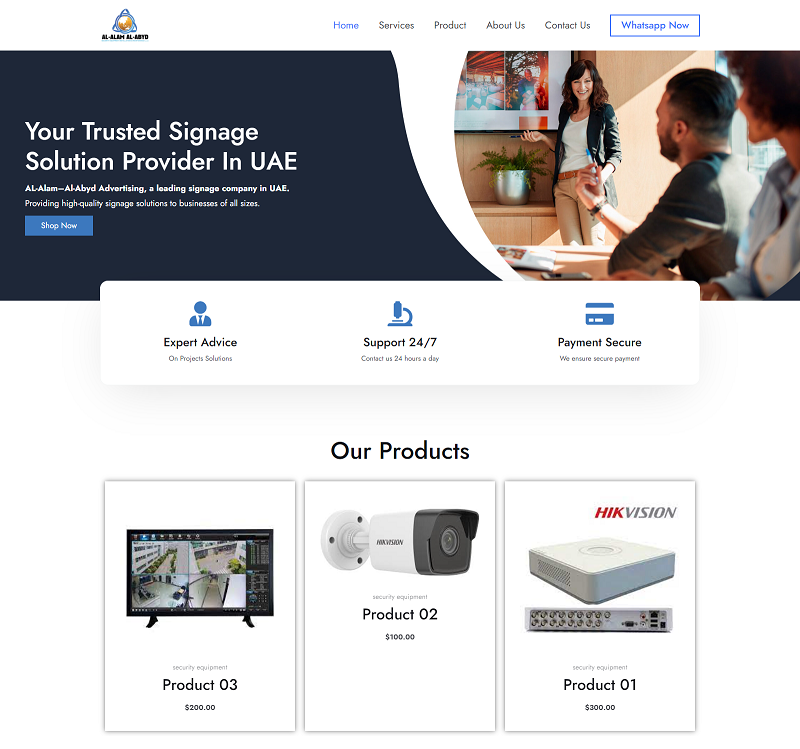 AL-ALAM AL-ABYD
Home
Services
Product
About Us
Contact Us
Whatsapp Now
Your Trusted Signage
Solution Provider In UAE
AL-Alam—Al-Abyd Advertising, a leading signage company in UAE.
Providing high-quality signage solutions to businesses of all sizes.
Shop Now
Expert Advice
On Projects Solutions
Support 24/7
Contact us 24 hours a day
Payment Secure
We ensure secure payment
Our Products
security equipment
Product 03
$200.00
HIKVISION
security equipment
Product 02
$100.00
HIKVISION
security equipment
Product 01
$300.00